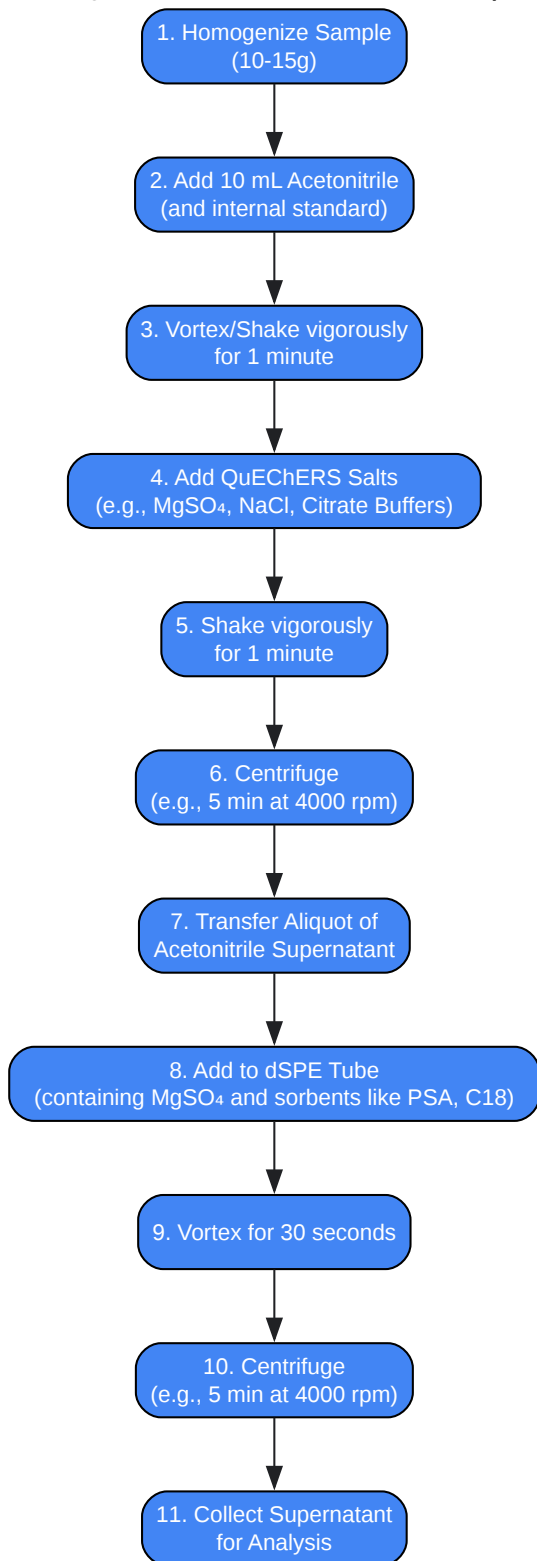 1. Homogenize Sample
(10-15g)
2. Add 10 mL Acetonitrile
(and internal standard)
3. Vortex/Shake vigorously
for 1 minute
4. Add QuEChERS Salts
(e.g., MgSO₄, NaCl, Citrate Buffers)
5. Shake vigorously
for 1 minute
6. Centrifuge
(e.g., 5 min at 4000 rpm)
7. Transfer Aliquot of
Acetonitrile Supernatant
8. Add to dSPE Tube
(containing MgSO₄ and sorbents like PSA, C18)
9. Vortex for 30 seconds
10. Centrifuge
(e.g., 5 min at 4000 rpm)
11. Collect Supernatant
for Analysis